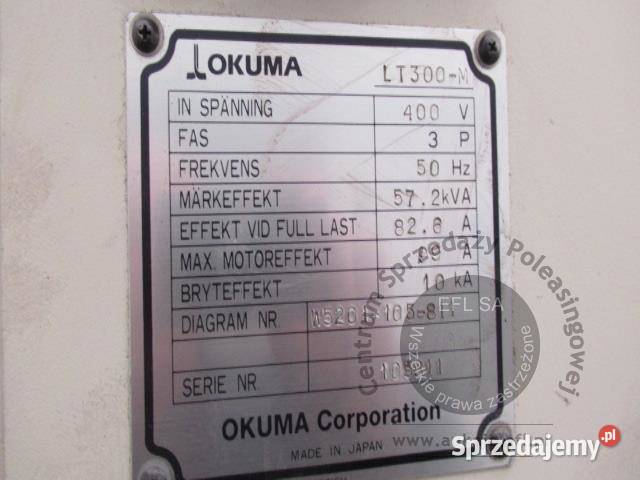 OKUMA LT300-M
IN SPÄNNING 400 V
FAS 3 P
FREKVENS 50 Hz
MÄRKEFFEKT 57.2kVA
EFFEKT VID FULL LAST 82.6 A
MAX. MOTOREFFEKT 99 A
BRYTEFFEKT 10 kA
DIAGRAM NR.
SERIE NR
OKUMA Corporation
MADE IN JAPAN
Centrum Sprzedaży Poleasingowej
EFL SA
Wszelkie prawa zastrzeżone
Sprzedajemy.pl